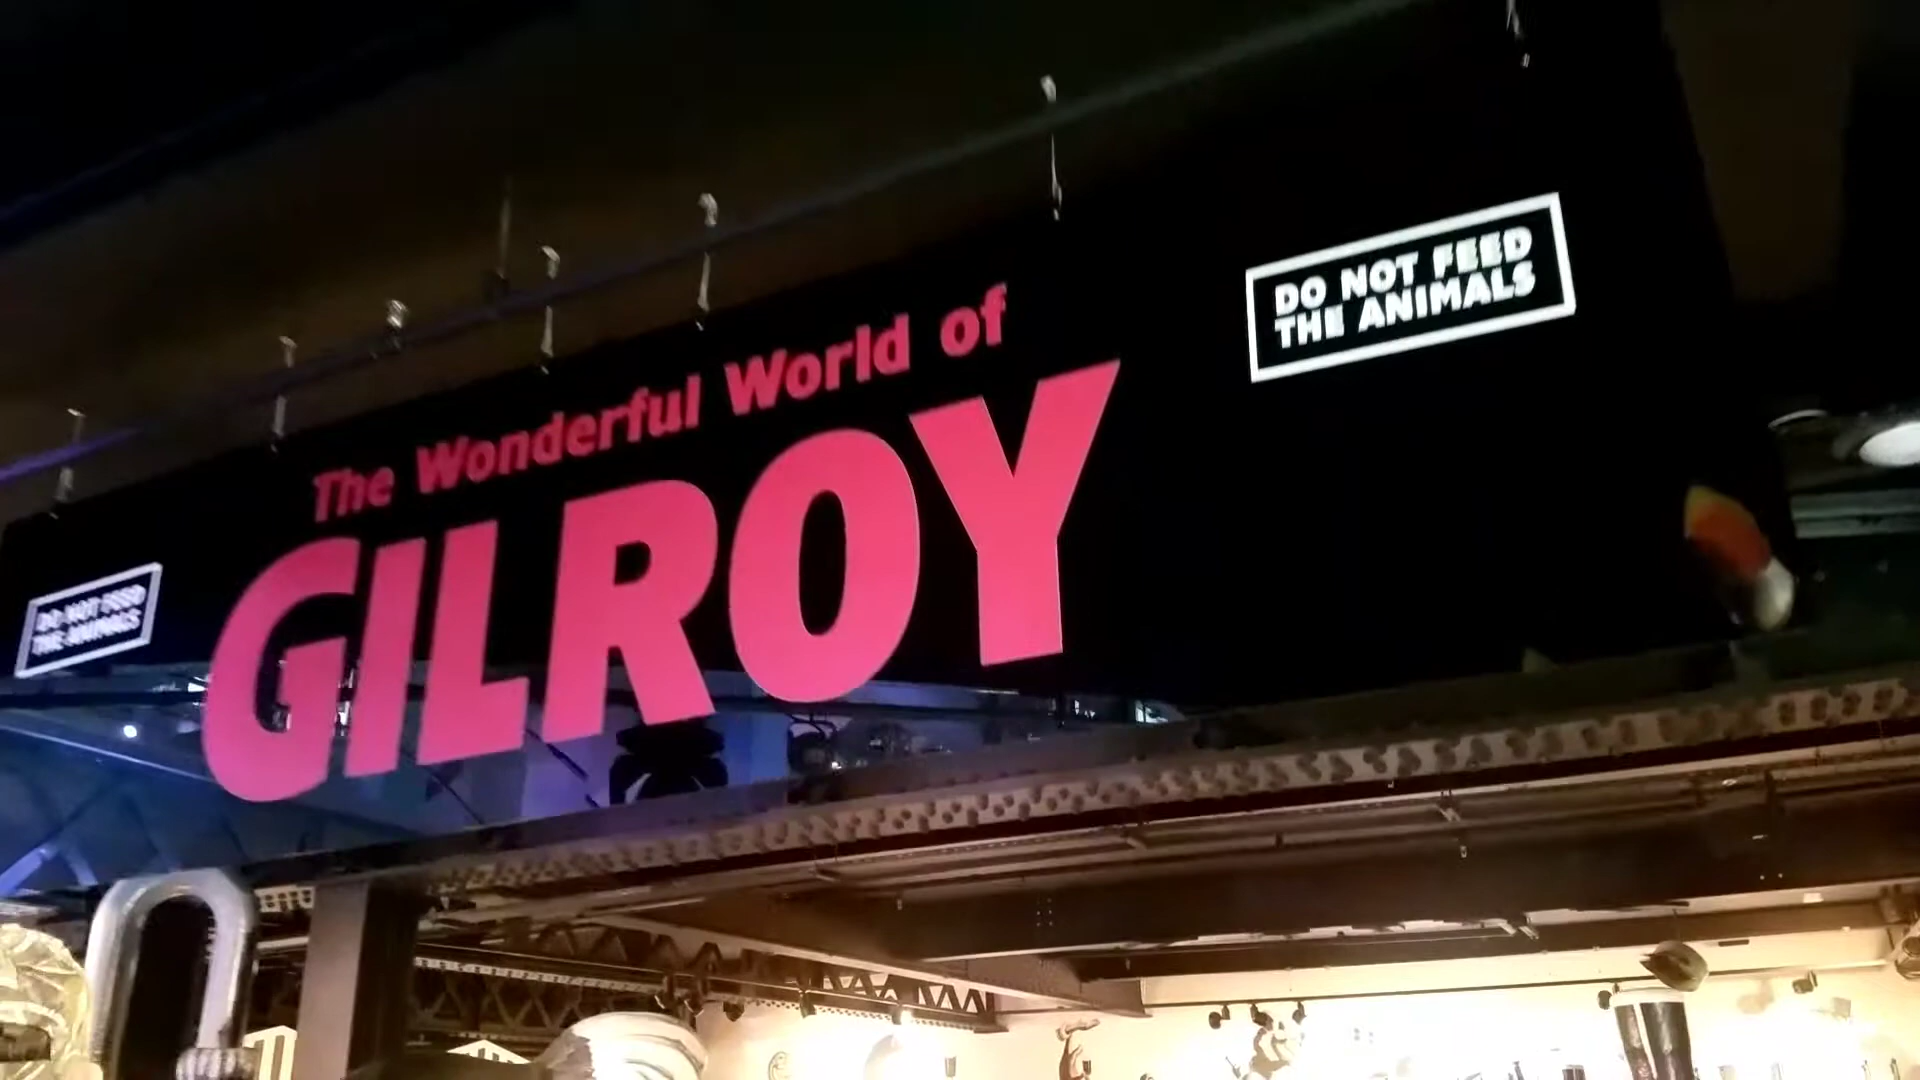 The Wonderful World of
GILROY
DO NOT FEED
THE ANIMALS
DO NOT FEED
THE ANIMALS